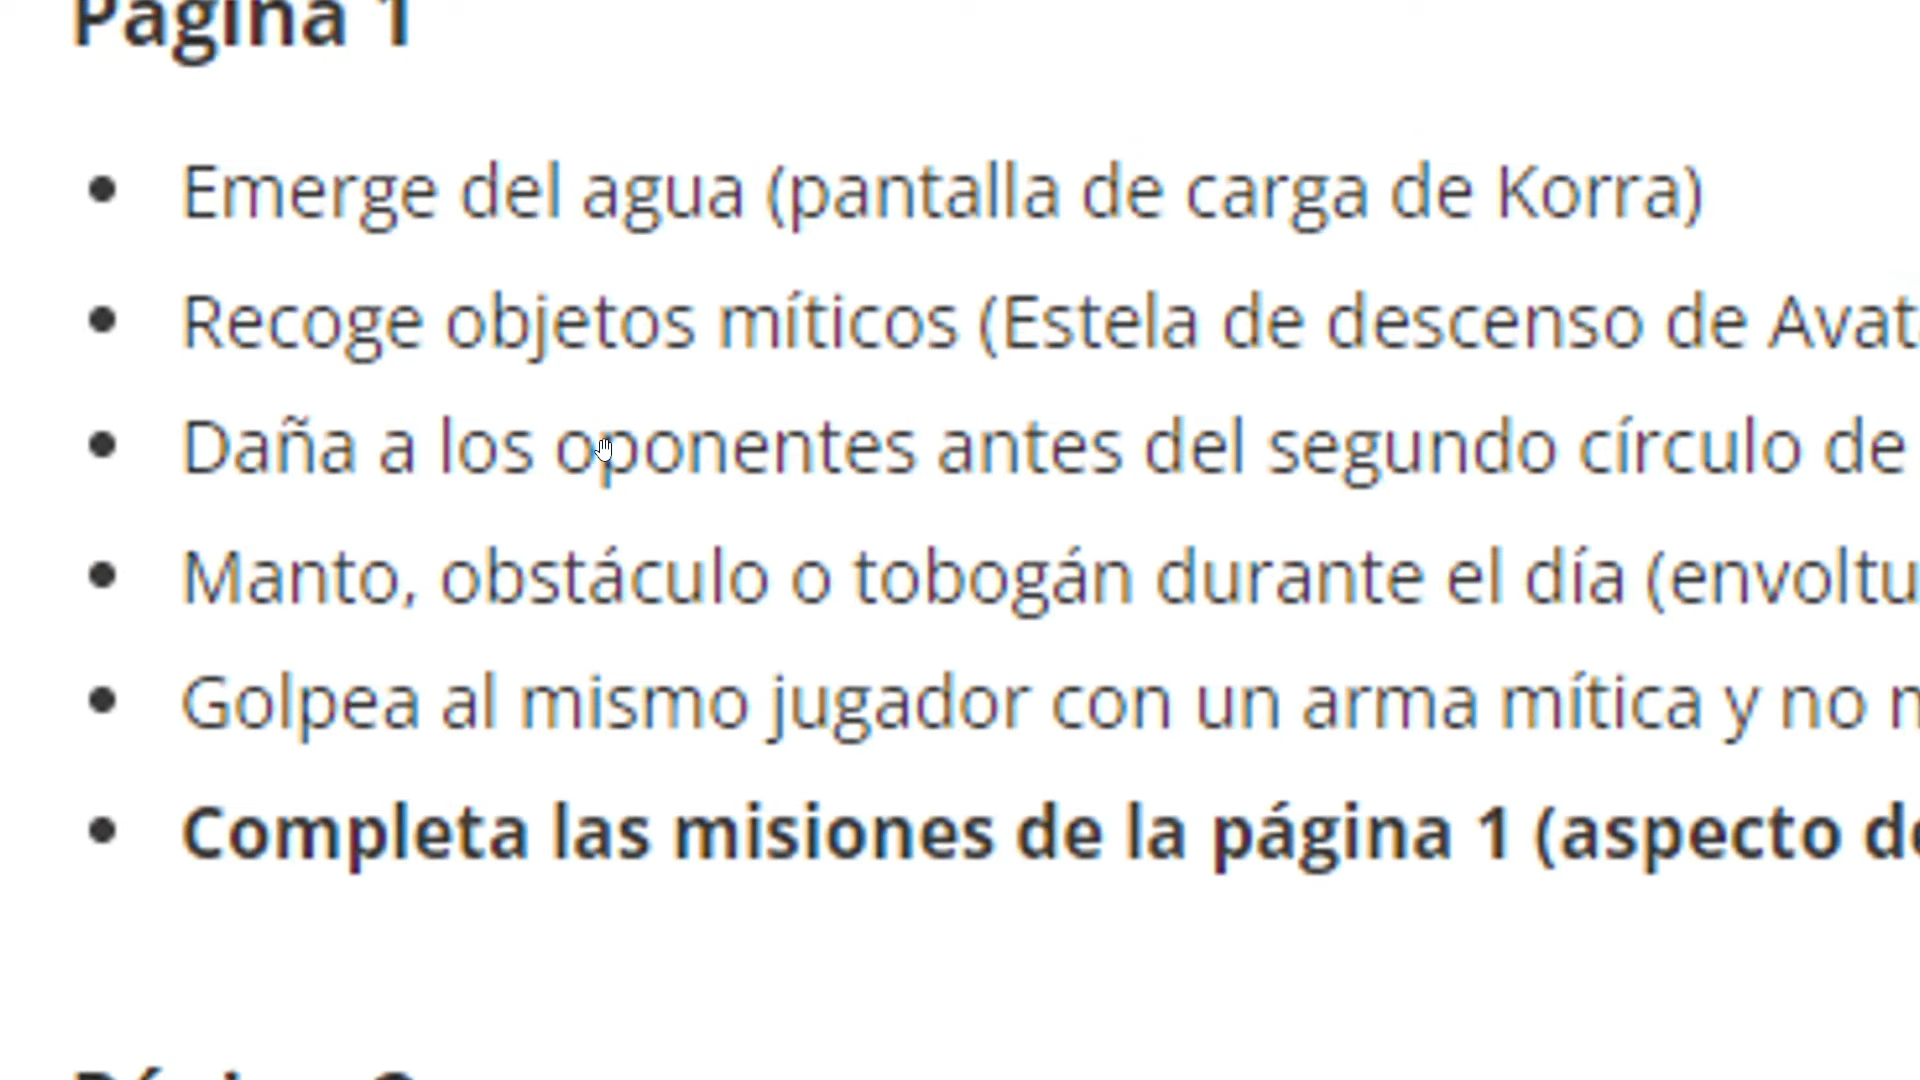 Página 1
Emerge del agua (pantalla de carga de Korra)
Recoge objetos míticos (Estela de descenso de
Daña a los oponentes antes del segundo círculo de
Manto, obstáculo o tobogán durante el día
Golpea al mismo jugador con un arma mítica y no
Completa las misiones de la página 1 (aspecto